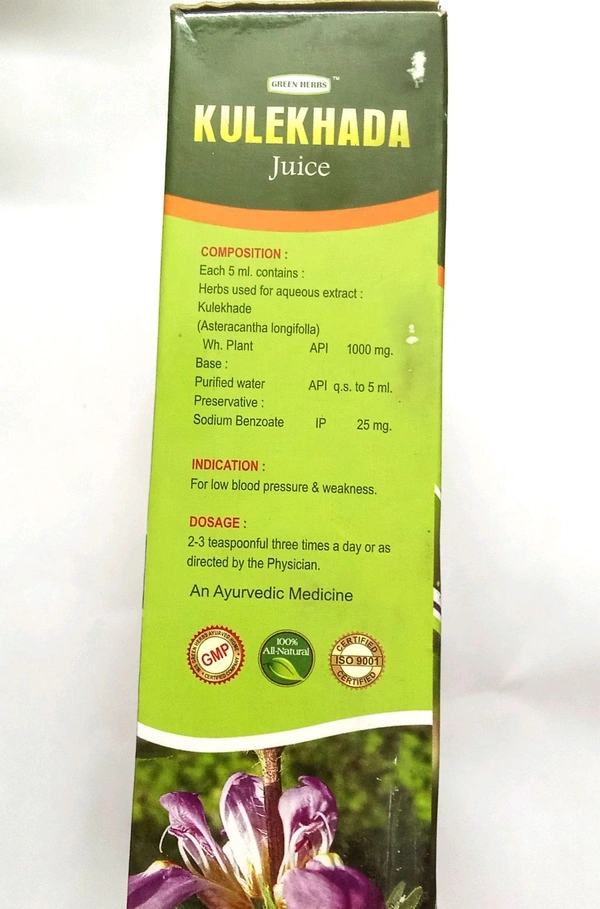 GREEN HERBS ™
KULEKHADA
Juice
COMPOSITION :
Each 5 ml. contains :
Herbs used for aqueous extract :
Kulekhade
(Asteracantha longifolla)
Wh. Plant API 1000 mg.
Base :
Purified water API q.s. to 5 ml.
Preservative :
Sodium Benzoate IP 25 mg.
INDICATION :
For low blood pressure & weakness.
DOSAGE :
2-3 teaspoonful three times a day or as
directed by the Physician.
An Ayurvedic Medicine
GMP
CERTIFIED COMPANY
100%
All-Natural
CERTIFIED
ISO 9001
CERTIFIED